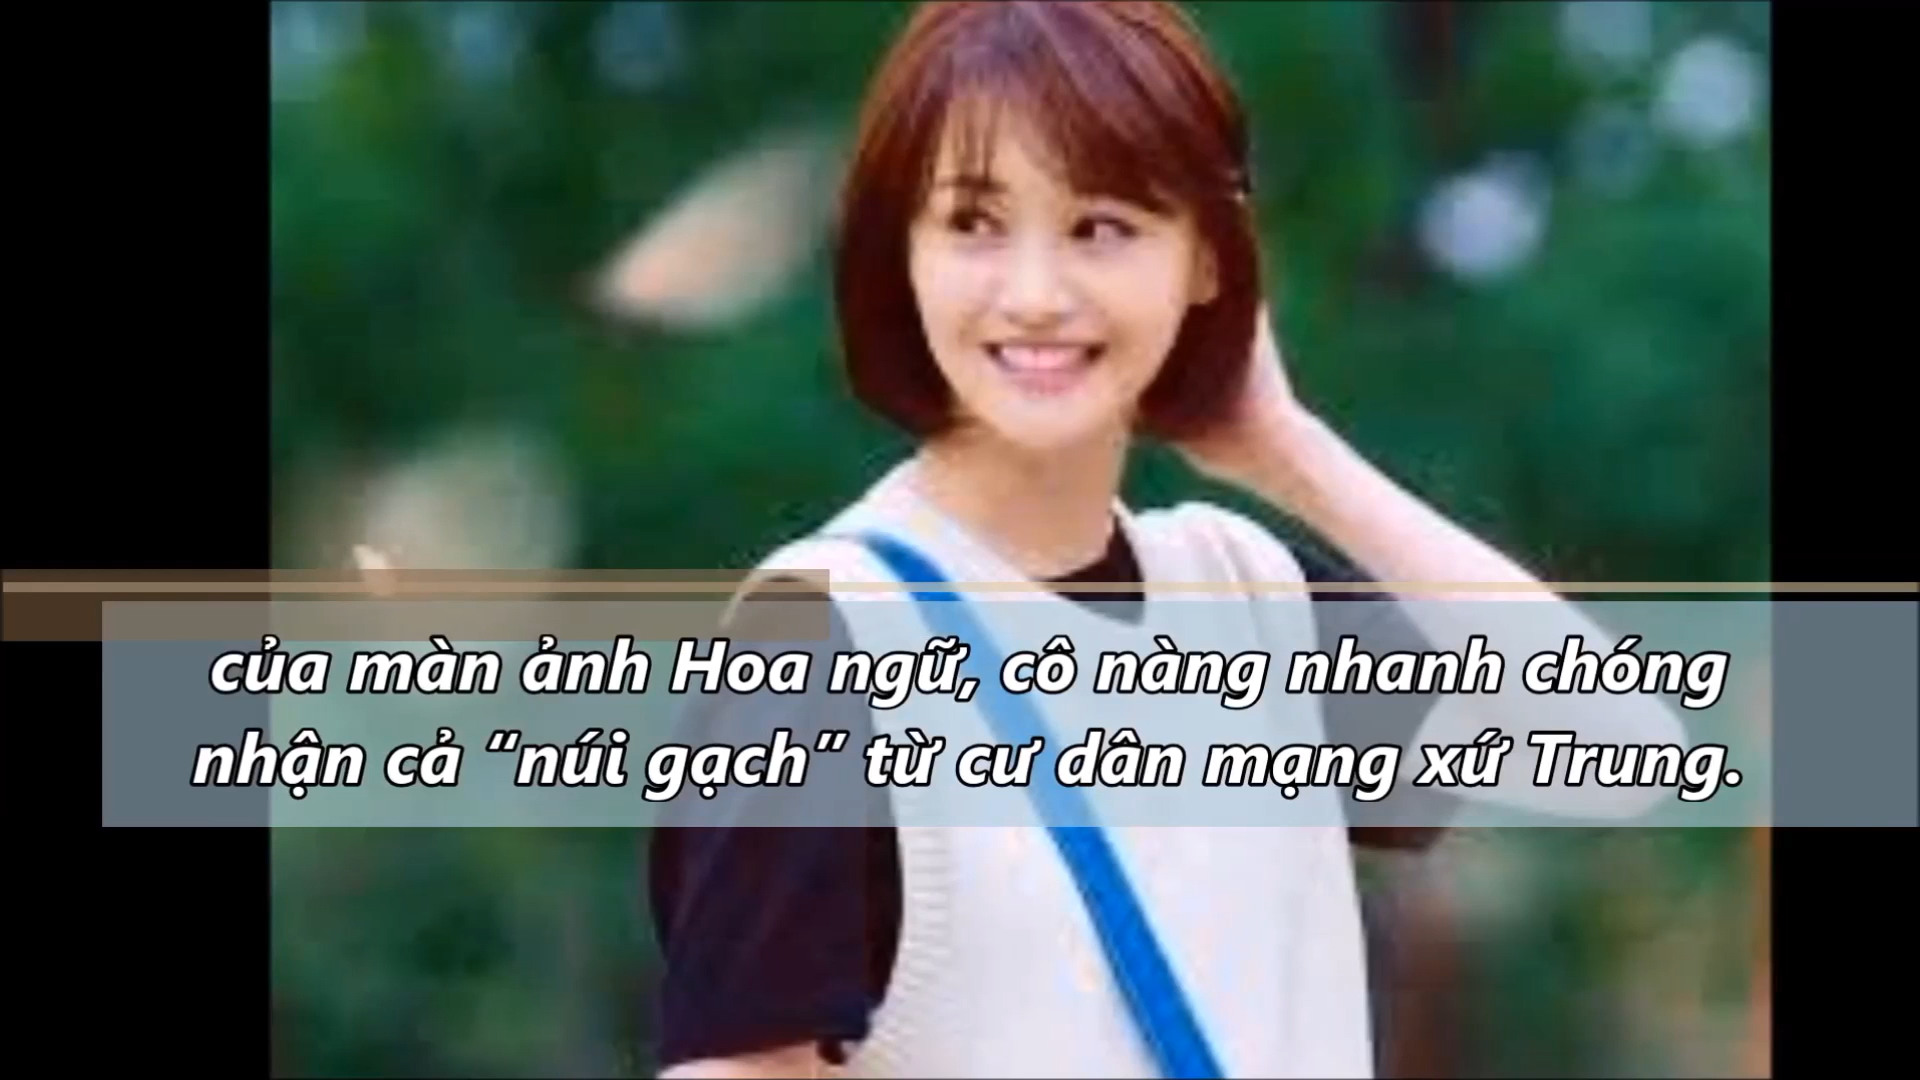 của màn ảnh Hoa ngữ, cô nàng nhanh chóng
nhận cả “núi gạch” từ cư dân mạng xứ Trung.